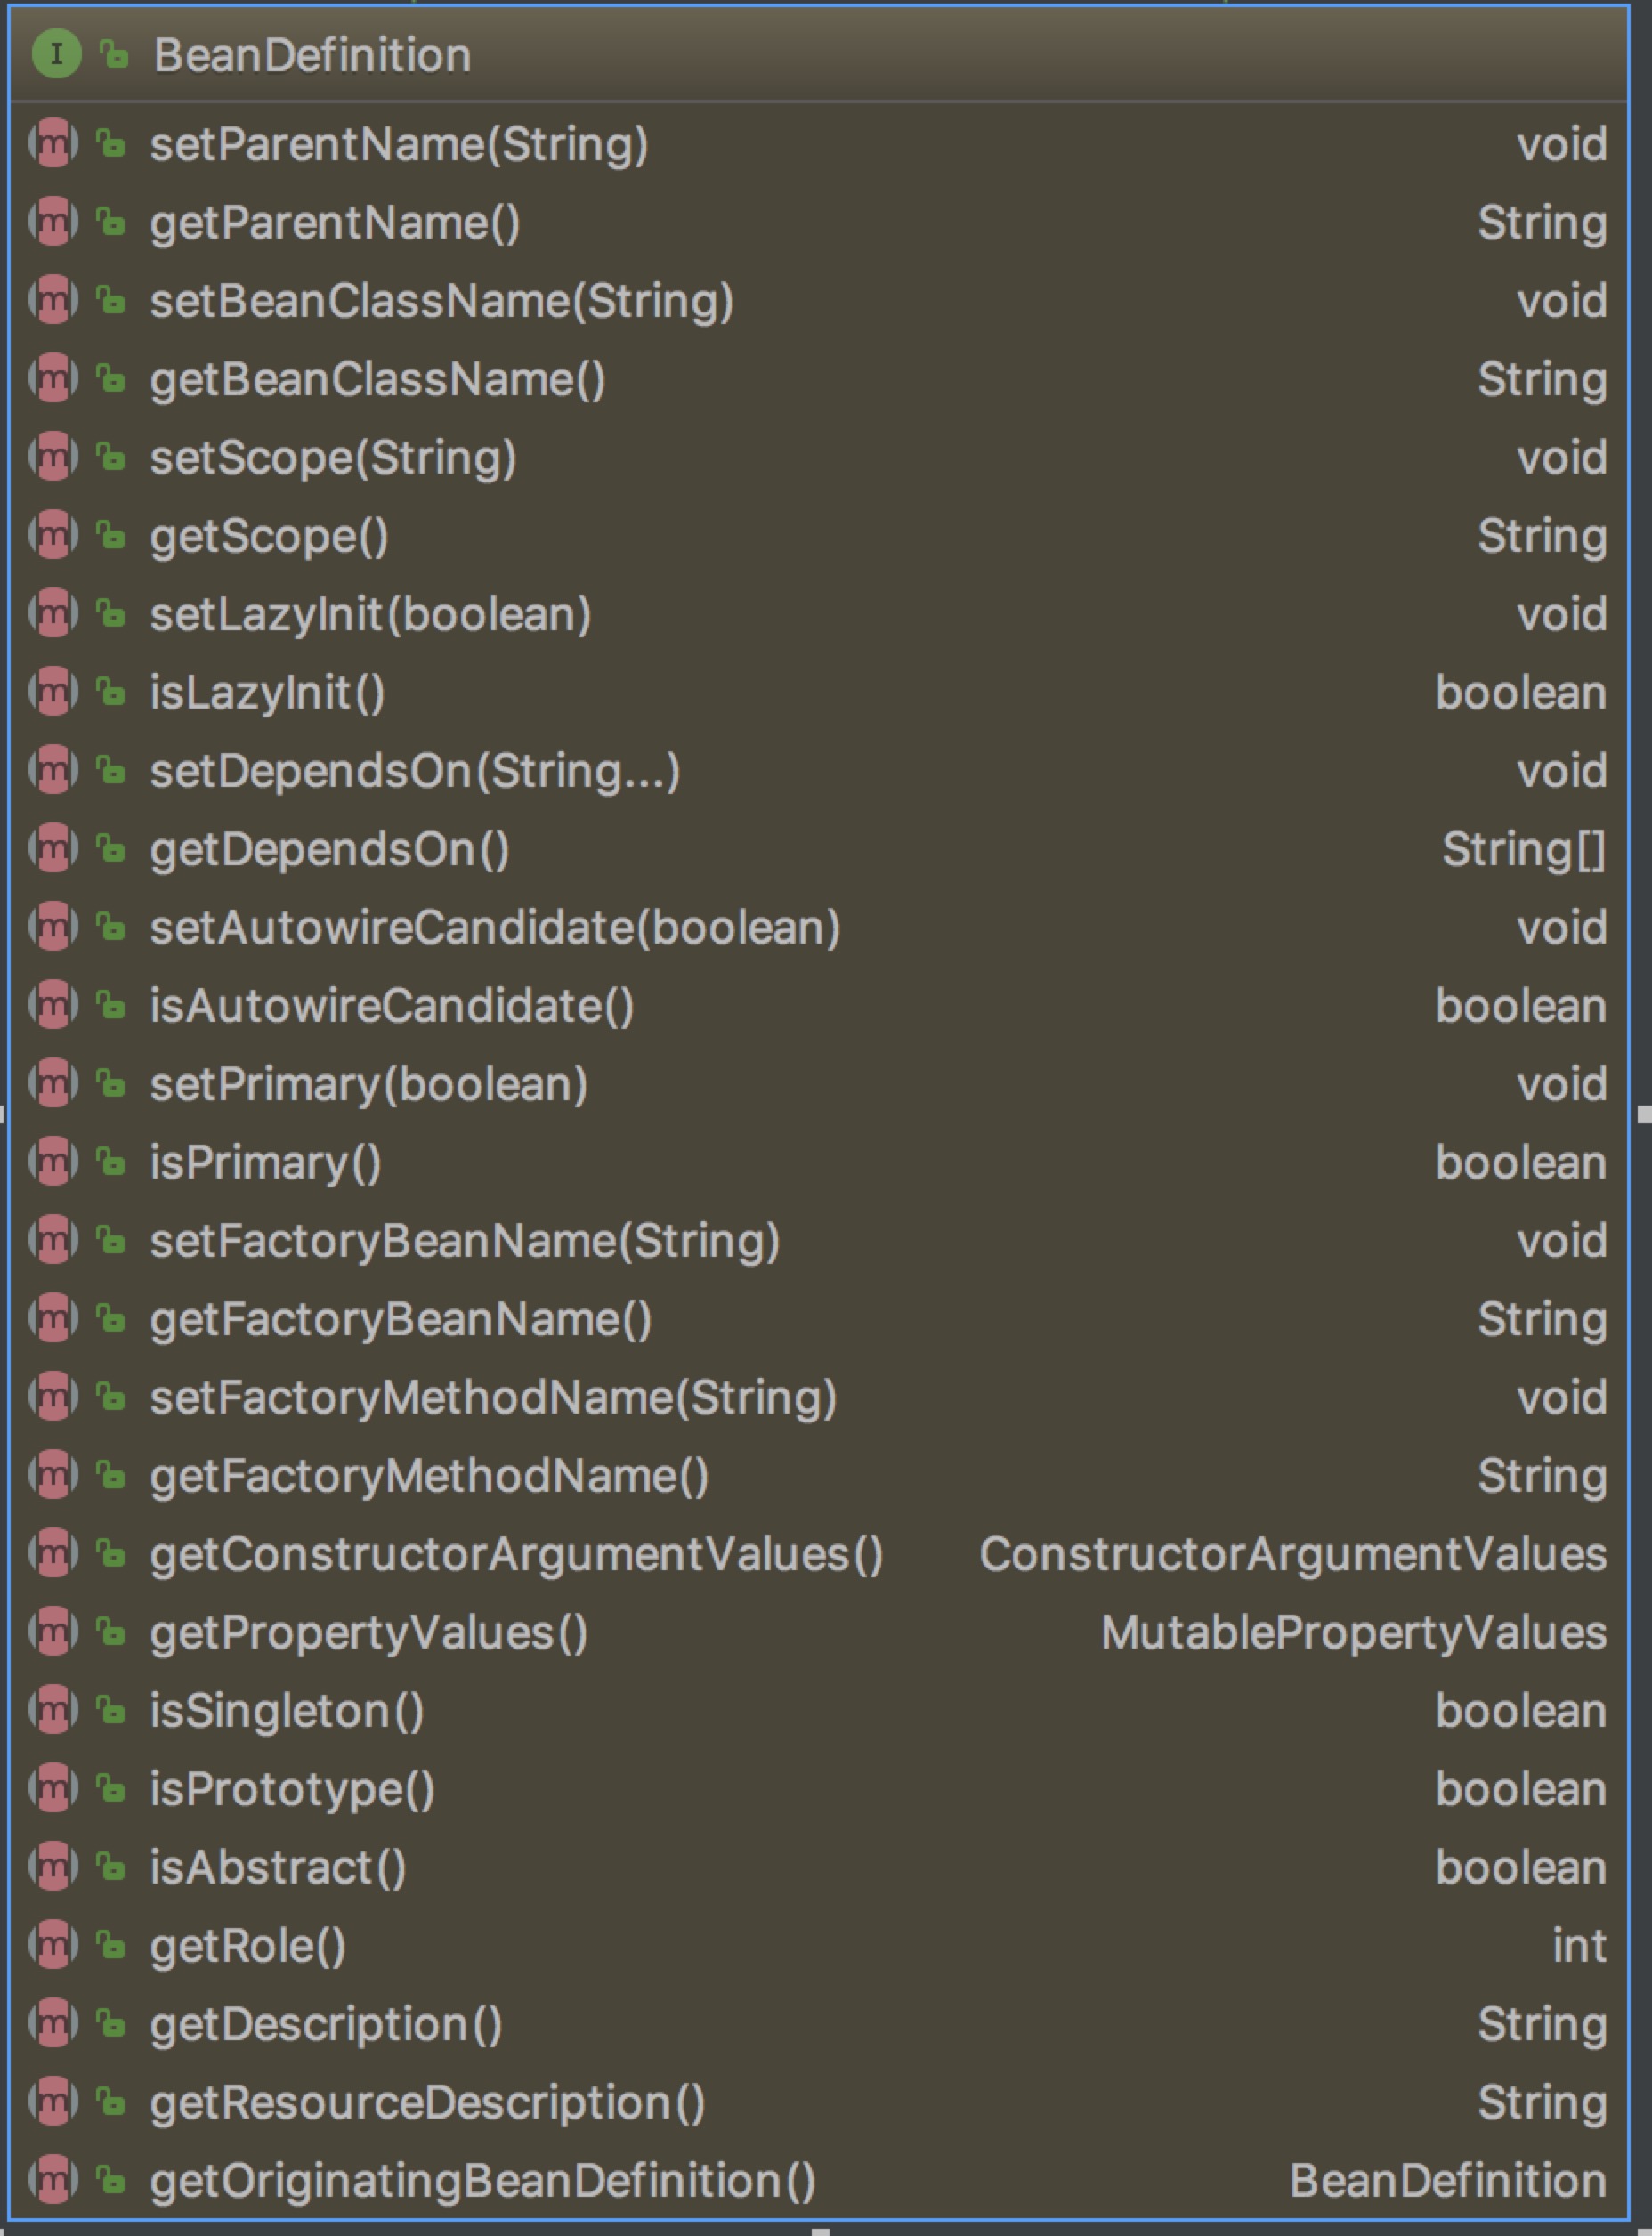 I BeanDefinition
m setParentName(String) void
m getParentName() String
m setBeanClassName(String) void
m getBeanClassName() String
m setScope(String) void
m getScope() String
m setLazyInit(boolean) void
m isLazyInit() boolean
m setDependsOn(String...) void
m getDependsOn() String[]
m setAutowireCandidate(boolean) void
m isAutowireCandidate() boolean
m setPrimary(boolean) void
m isPrimary() boolean
m setFactoryBeanName(String) void
m getFactoryBeanName() String
m setFactoryMethodName(String) void
m getFactoryMethodName() String
m getConstructorArgumentValues() ConstructorArgumentValues
m getPropertyValues() MutablePropertyValues
m isSingleton() boolean
m isPrototype() boolean
m isAbstract() boolean
m getRole() int
m getDescription() String
m getResourceDescription() String
m getOriginatingBeanDefinition() BeanDefinition